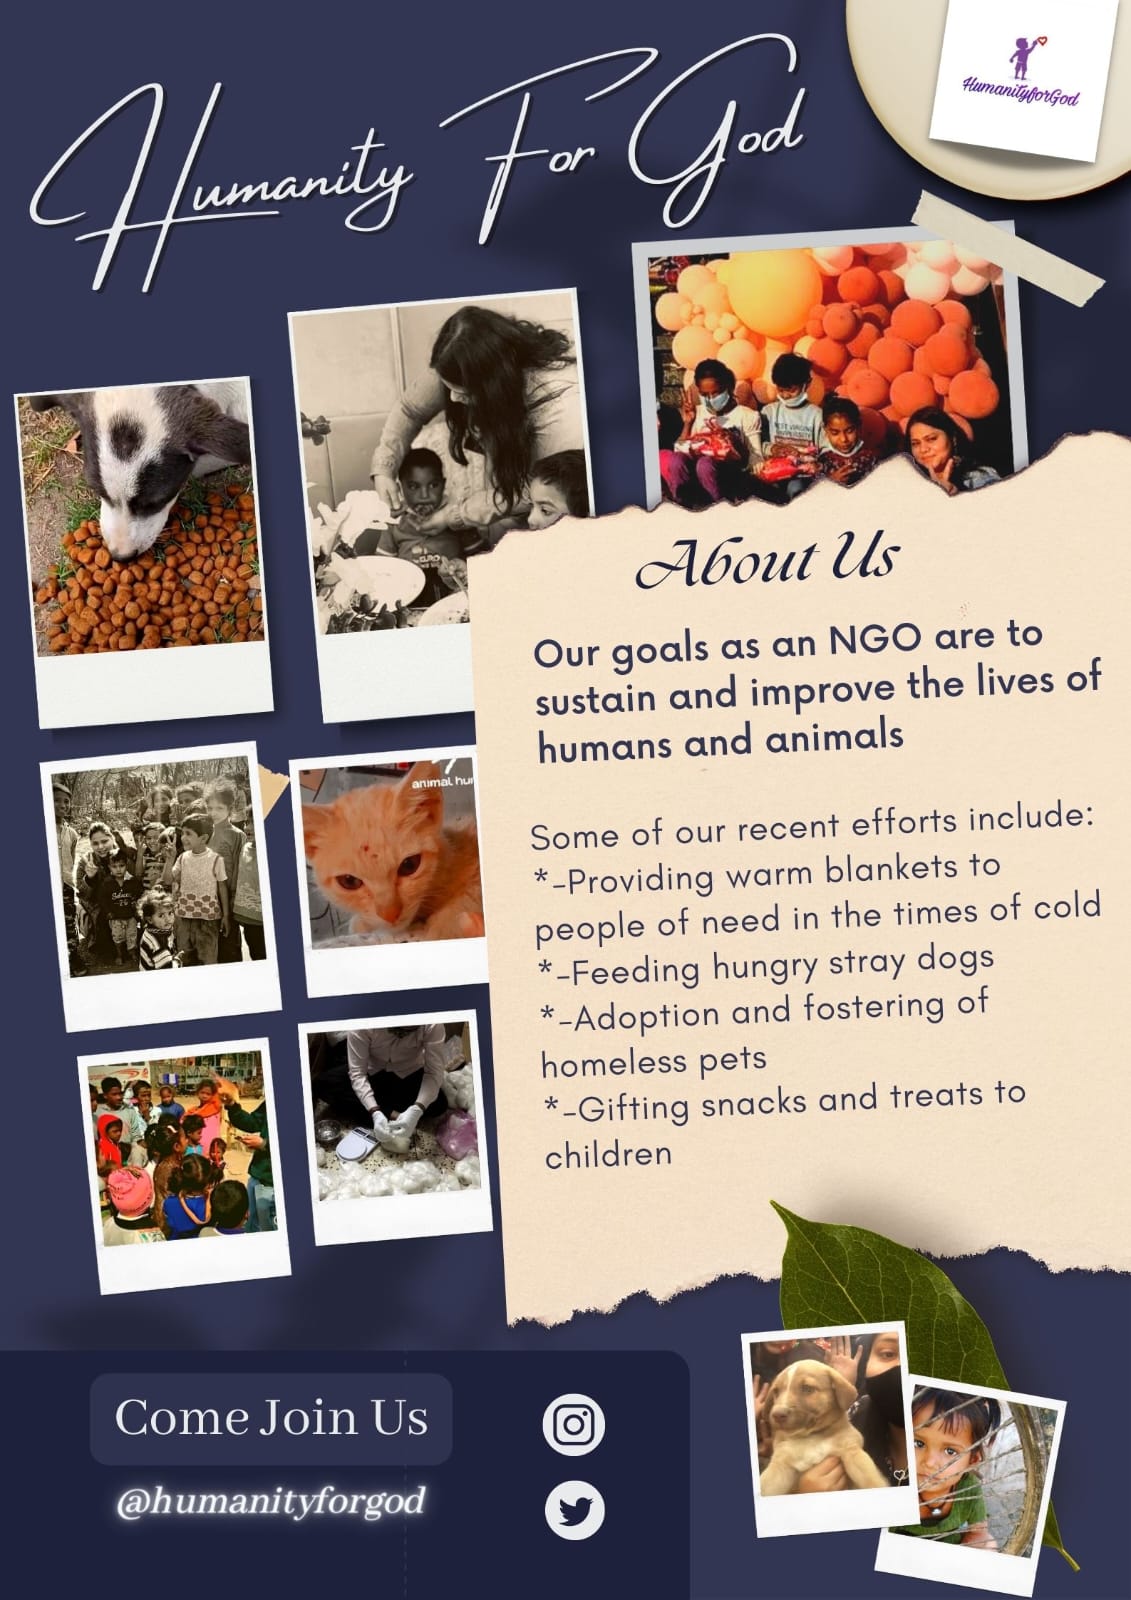 Humanity For God
HumanityforGod
About Us
Our goals as an NGO are to
sustain and improve the lives of
humans and animals
Some of our recent efforts include:
*-Providing warm blankets to
people of need in the times of cold
*-Feeding hungry stray dogs
*-Adoption and fostering of
homeless pets
*-Gifting snacks and treats to
children
animal hu
Come Join Us
@humanityforgod